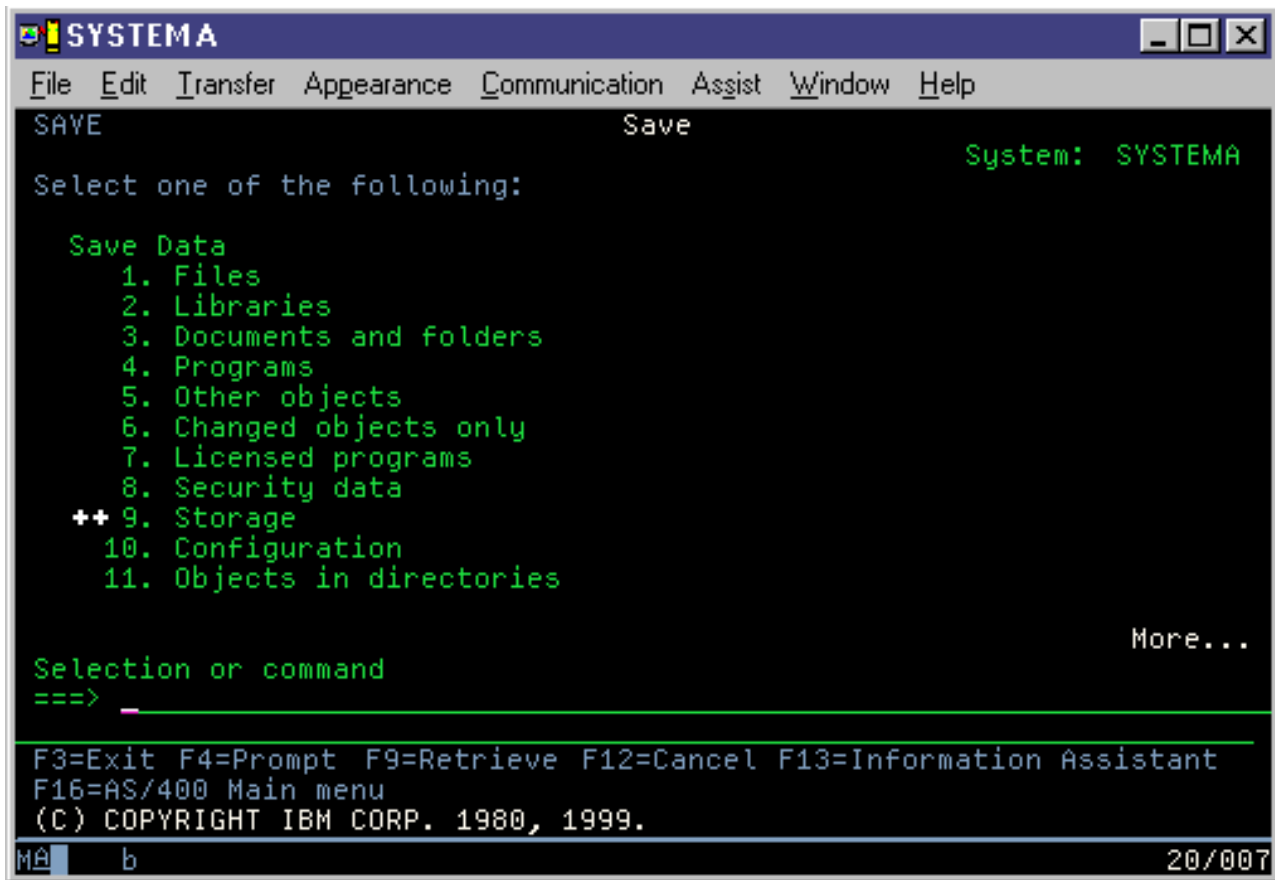 SYSTEMA
File Edit Transfer Appearance Communication Assist Window Help
SAVE Save
System: SYSTEMA
Select one of the following:
Save Data
1. Files
2. Libraries
3. Documents and folders
4. Programs
5. Other objects
6. Changed objects only
7. Licensed programs
8. Security data
++ 9. Storage
10. Configuration
11. Objects in directories
More...
Selection or command
===> _
F3=Exit F4=Prompt F9=Retrieve F12=Cancel F13=Information Assistant
F16=AS/400 Main menu
(C) COPYRIGHT IBM CORP. 1980, 1999.
MA b 20/007